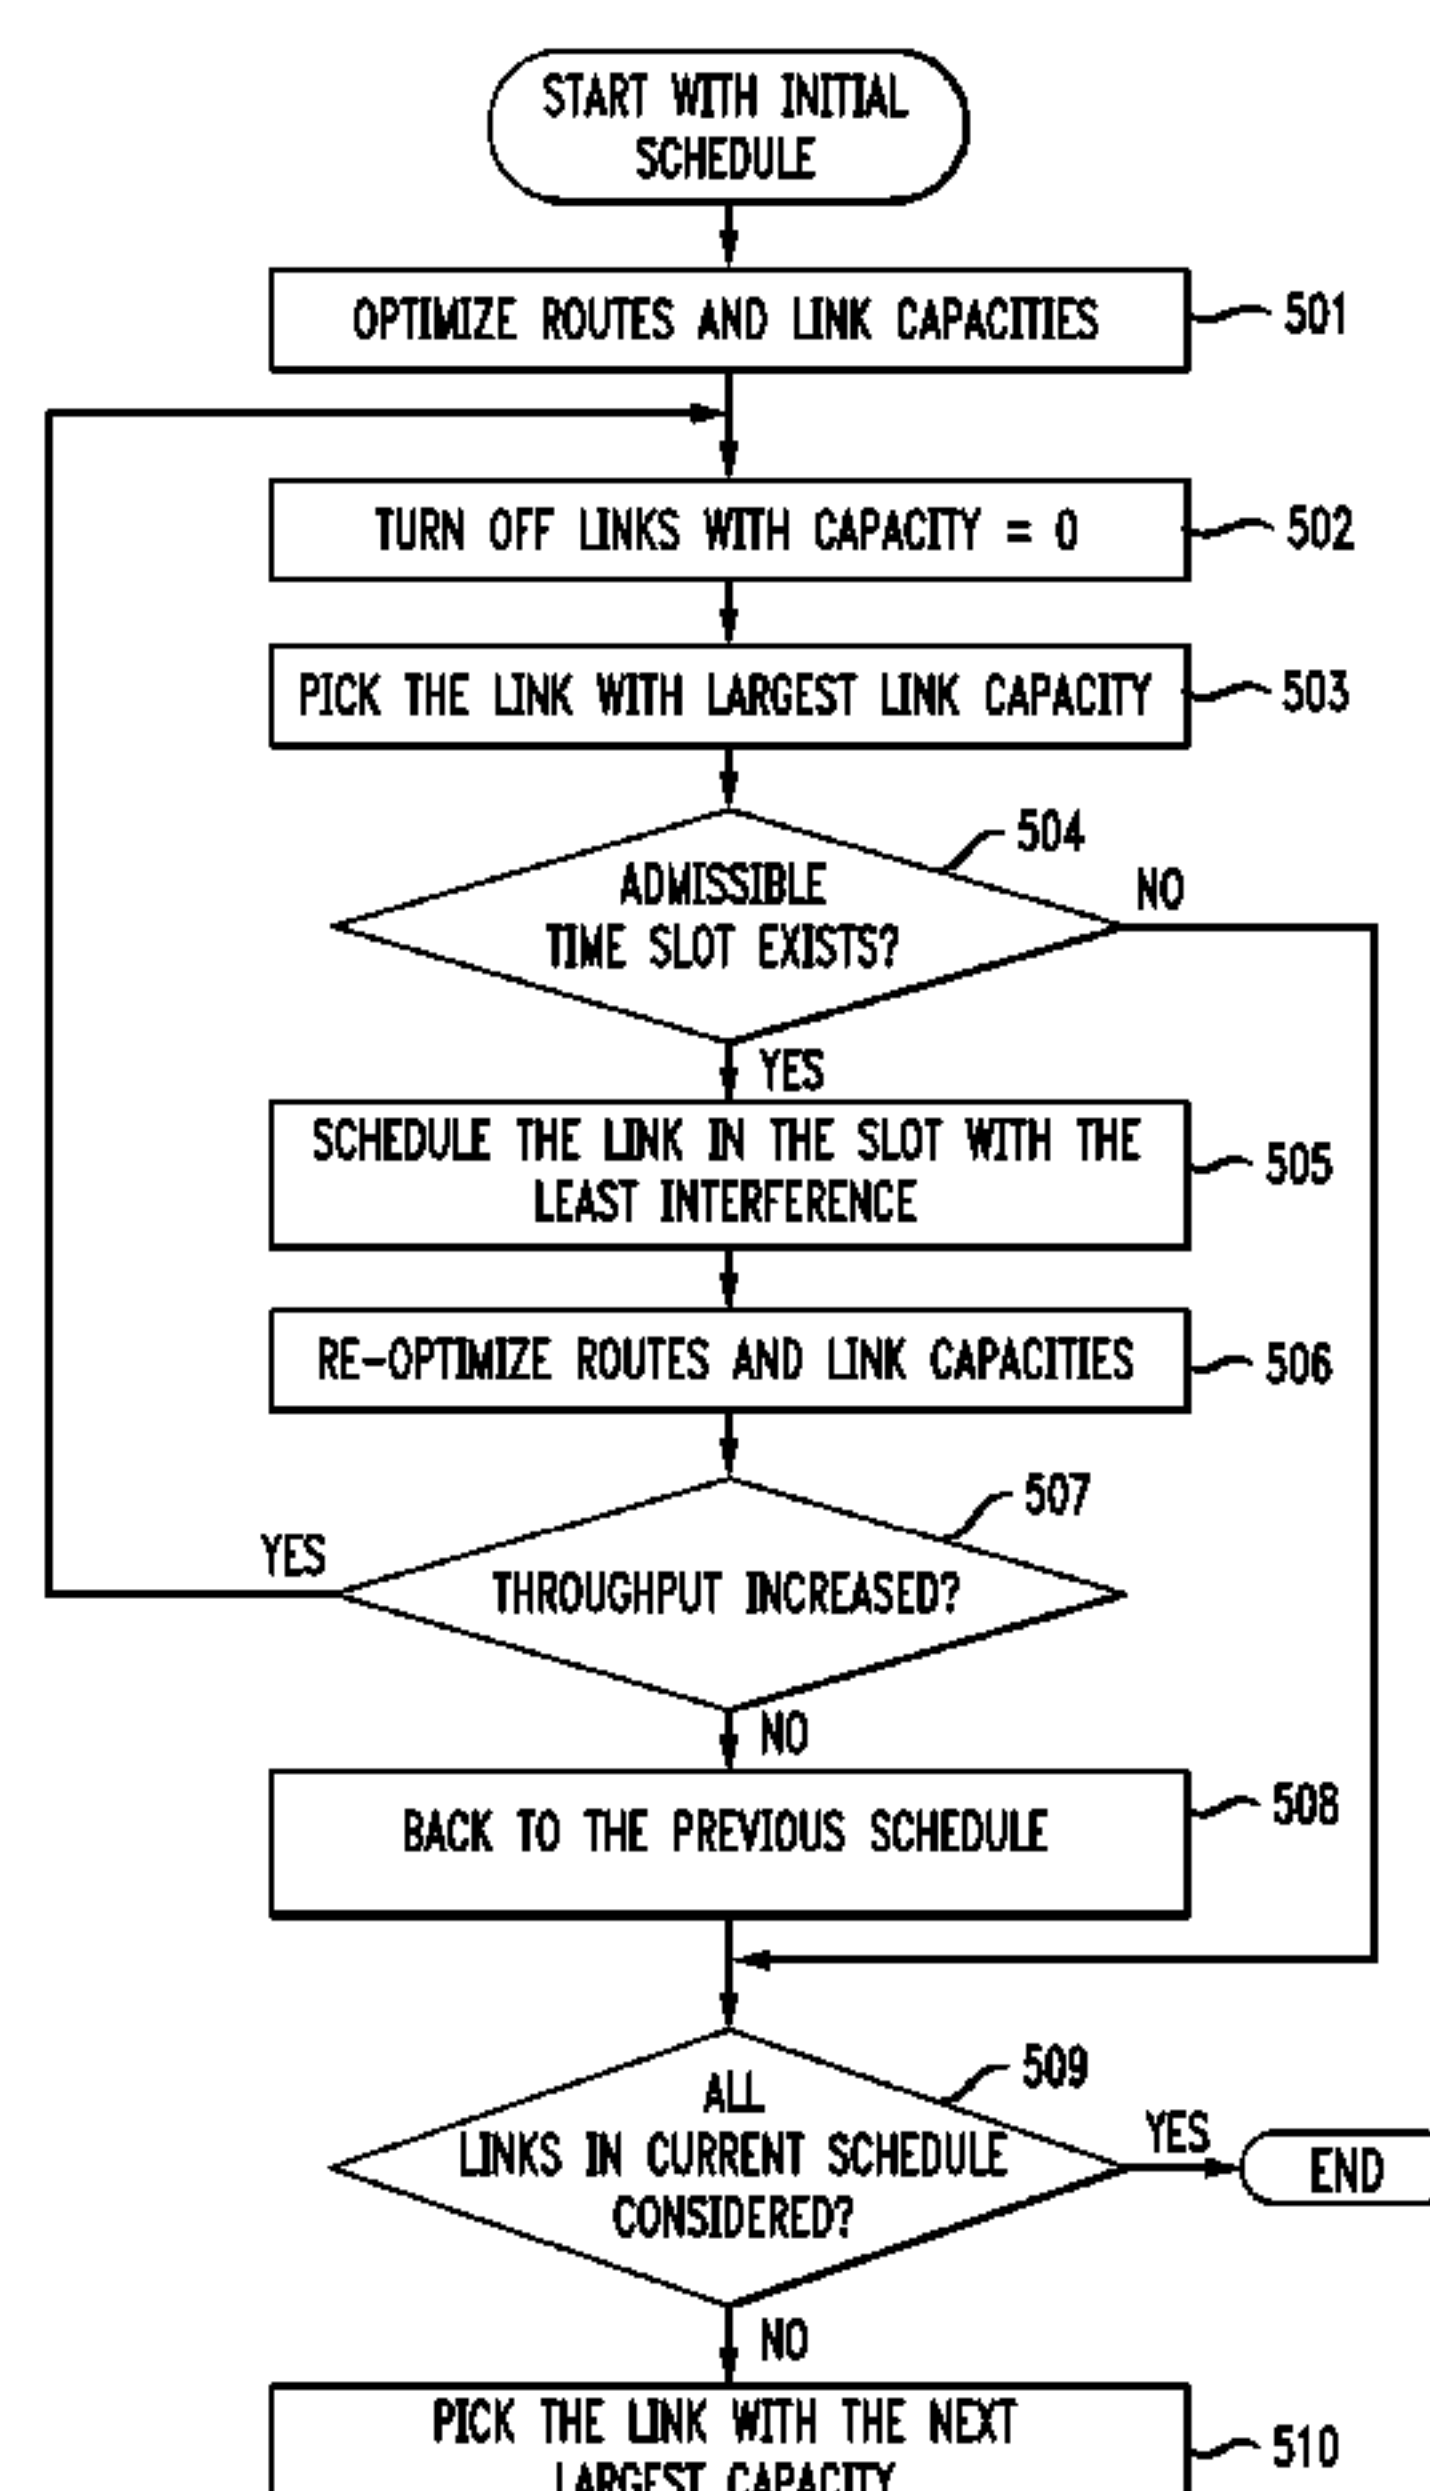 START WITH INITIAL
SCHEDULE
OPTIMIZE ROUTES AND LINK CAPACITIES
501
TURN OFF LINKS WITH CAPACITY = 0
502
PICK THE LINK WITH LARGEST LINK CAPACITY
503
504
ADMISSIBLE
TIME SLOT EXISTS?
NO
YES
SCHEDULE THE LINK IN THE SLOT WITH THE
LEAST INTERFERENCE
505
RE-OPTIMIZE ROUTES AND LINK CAPACITIES
506
507
YES
THROUGHPUT INCREASED?
NO
BACK TO THE PREVIOUS SCHEDULE
508
509
ALL
LINKS IN CURRENT SCHEDULE
CONSIDERED?
YES
END
NO
PICK THE LINK WITH THE NEXT
LARGEST CAPACITY
510